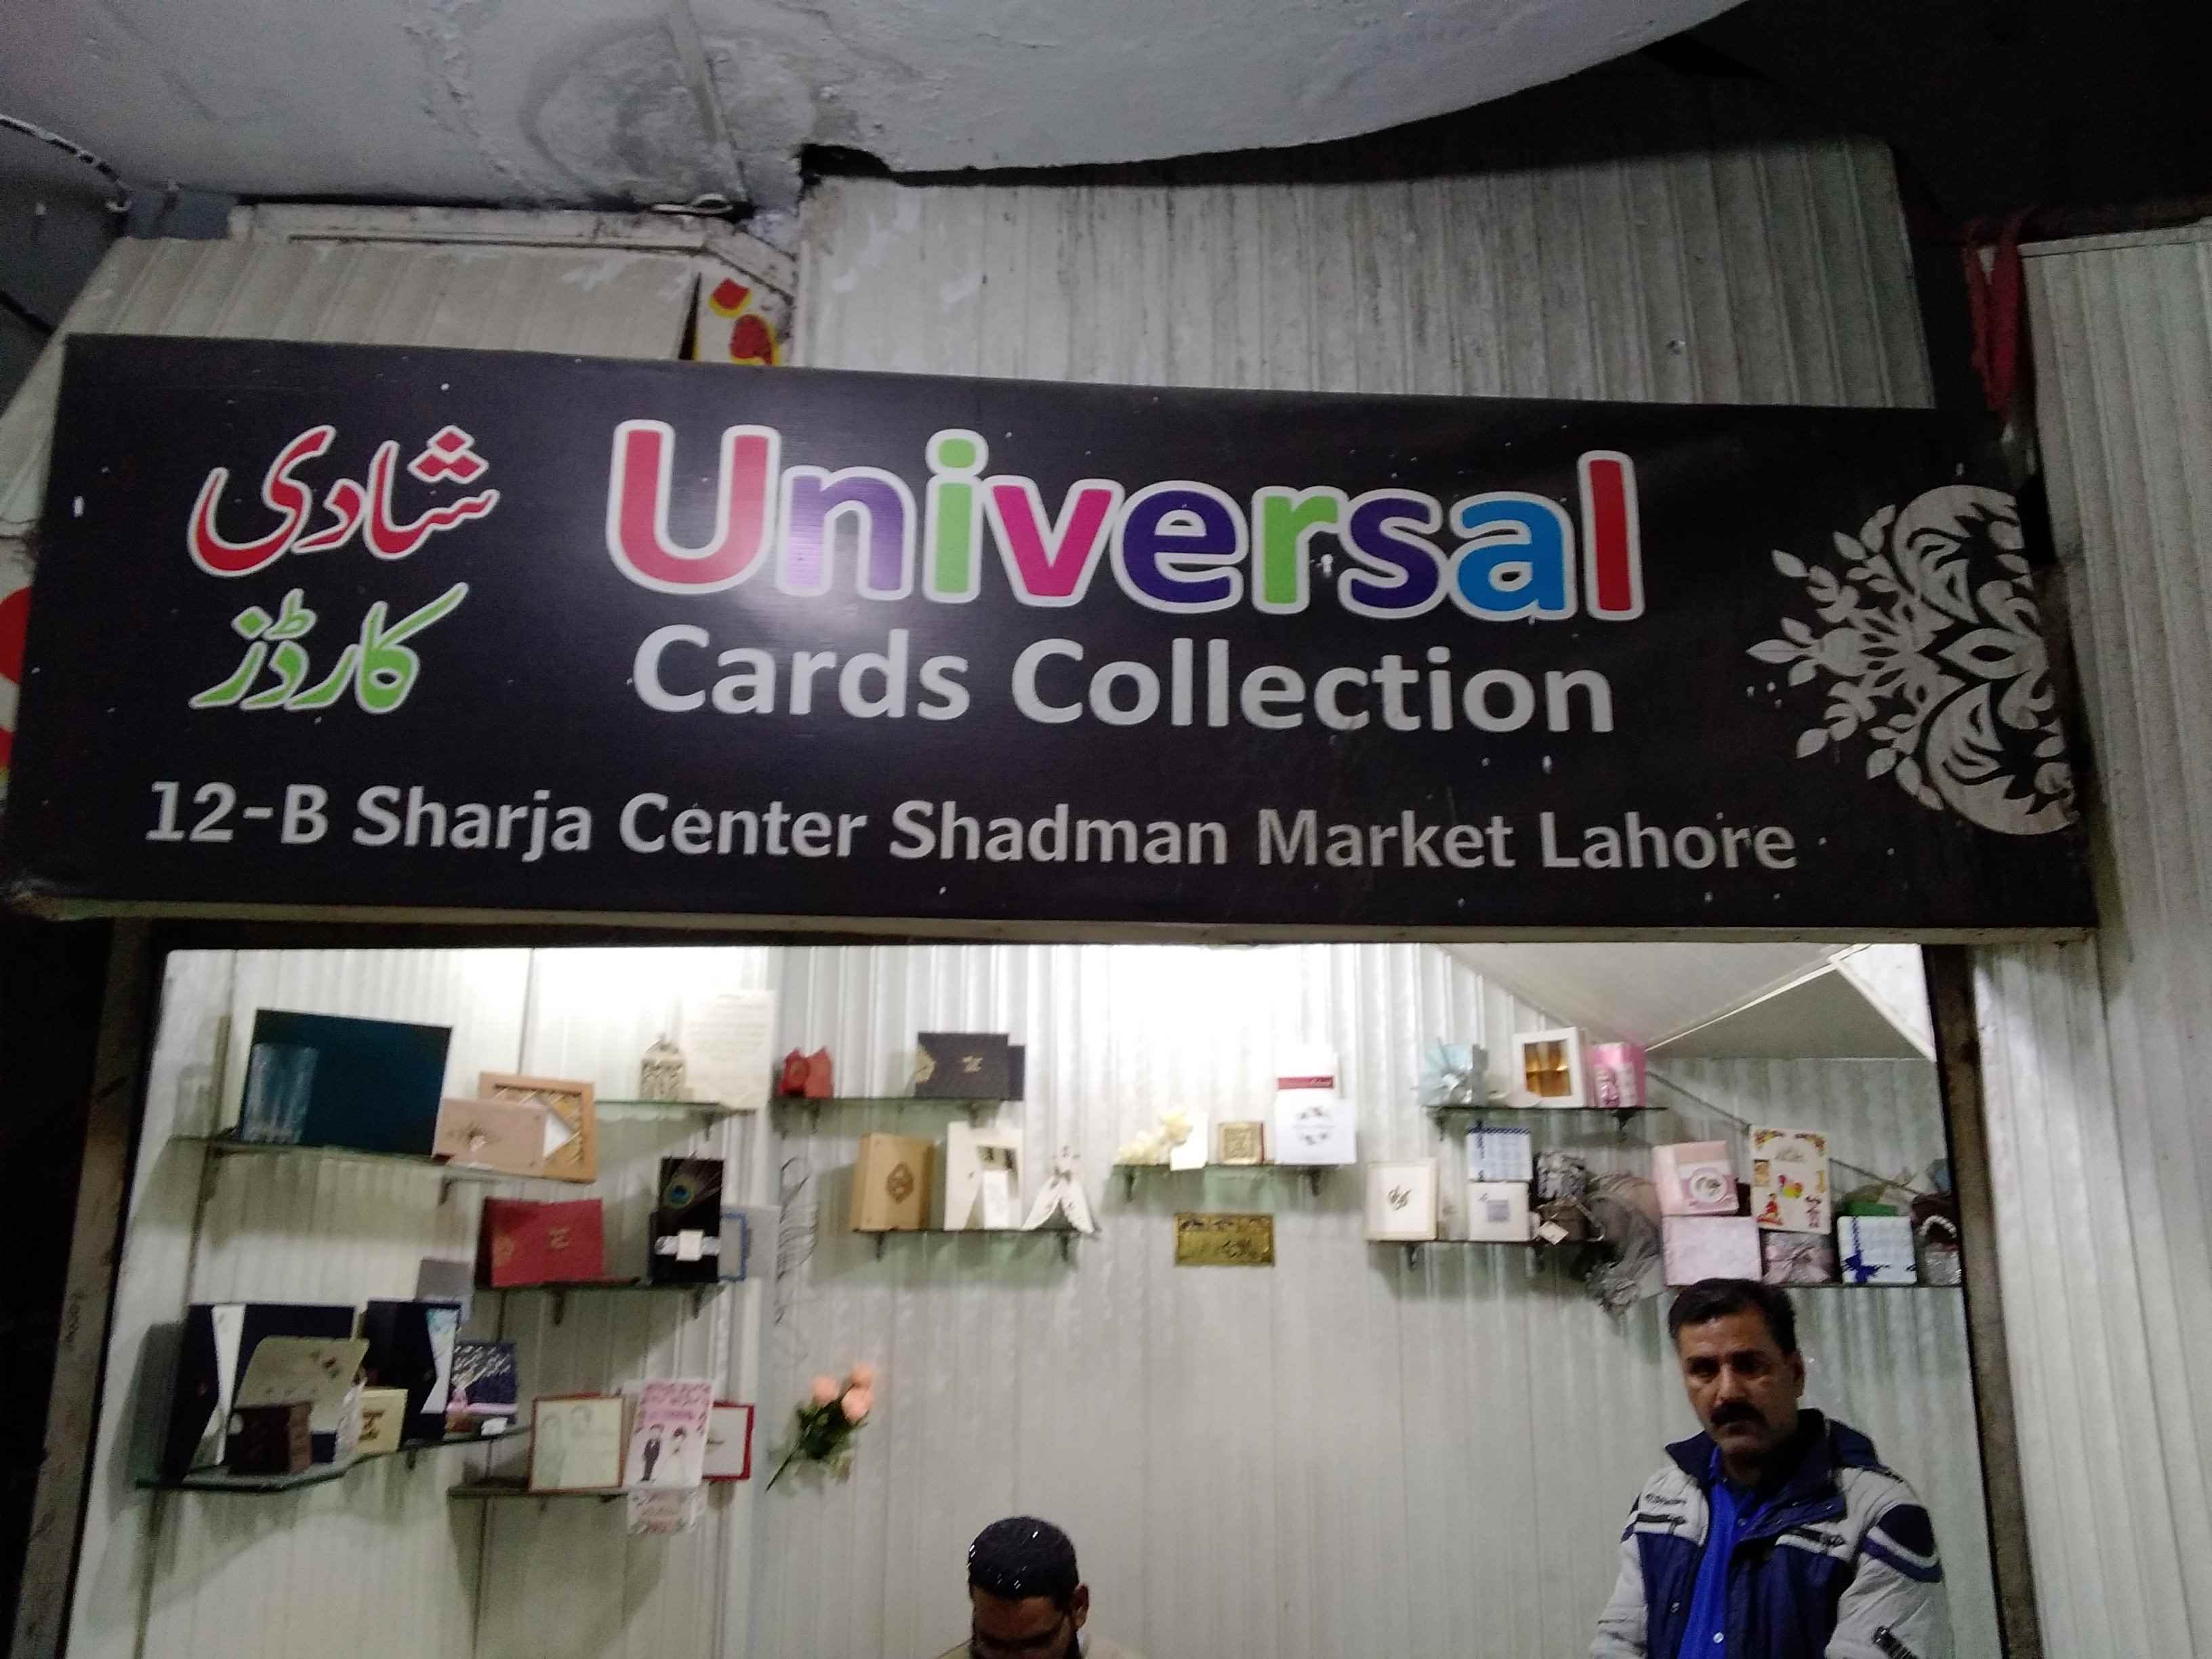 شادی
کارڈز
Universal
Cards Collection
12-B Sharja Center Shadman Market Lahore